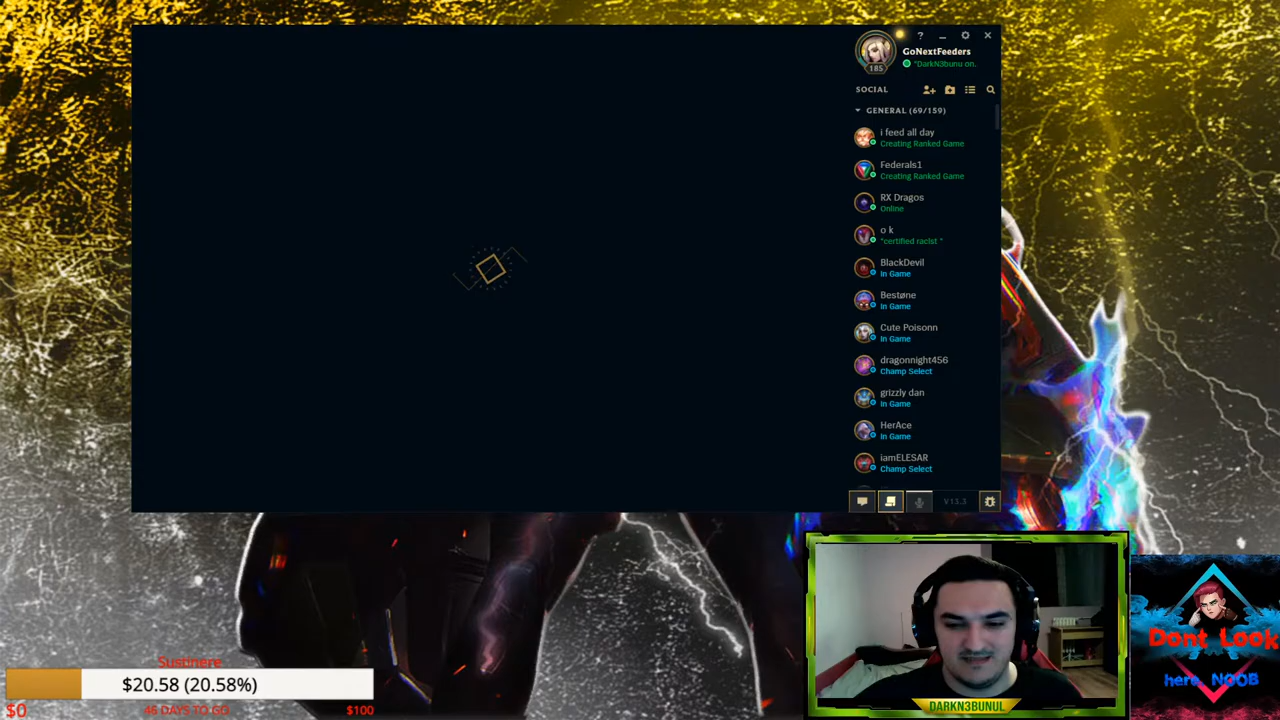 GoNextFeeders
"DarkN3bunu on.
185
SOCIAL
GENERAL (69/159)
i feed all day
Creating Ranked Game
Federals1
Creating Ranked Game
RX Dragos
Online
o k
"certified racist "
BlackDevil
In Game
Bestøne
In Game
Cute Poisonn
In Game
dragonnight456
Champ Select
grizzly dan
In Game
HerAce
In Game
iamELESAR
Champ Select
V13.3
Sustinere
$20.58 (20.58%)
$0
46 DAYS TO GO
$100
DARKN3BUNUL
Dont Look
here, NOOB